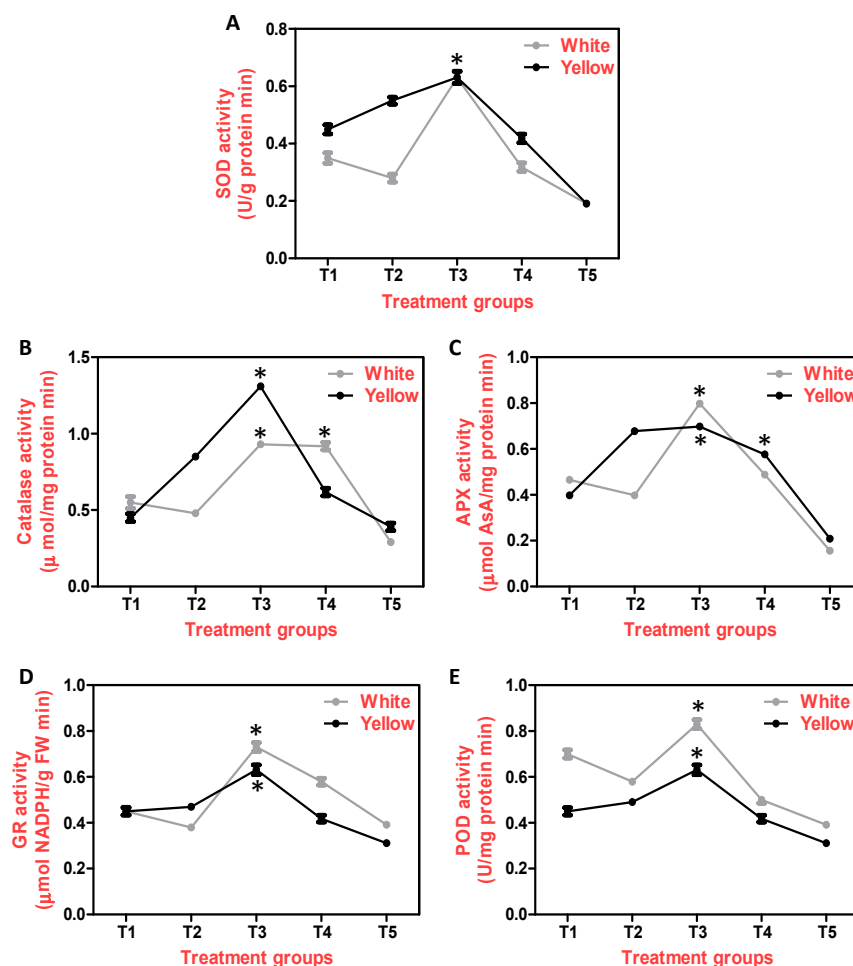 A
White
Yellow
SOD activity
(U/g protein min)
0.8
0.6
0.4
0.2
0.0
*
T1 T2 T3 T4 T5
Treatment groups
B
White
Yellow
Catalase activity
(μ mol/mg protein min)
1.5
1.0
0.5
0.0
*
* *
T1 T2 T3 T4 T5
Treatment groups
C
White
Yellow
APX activity
(μmol AsA/mg protein min)
1.0
0.8
0.6
0.4
0.2
0.0
*
* *
T1 T2 T3 T4 T5
Treatment groups
D
White
Yellow
GR activity
(μmol NADPH/g FW min)
1.0
0.8
0.6
0.4
0.2
0.0
*
*
T1 T2 T3 T4 T5
Treatment groups
E
White
Yellow
POD activity
(U/mg protein min)
1.0
0.8
0.6
0.4
0.2
0.0
*
*
T1 T2 T3 T4 T5
Treatment groups